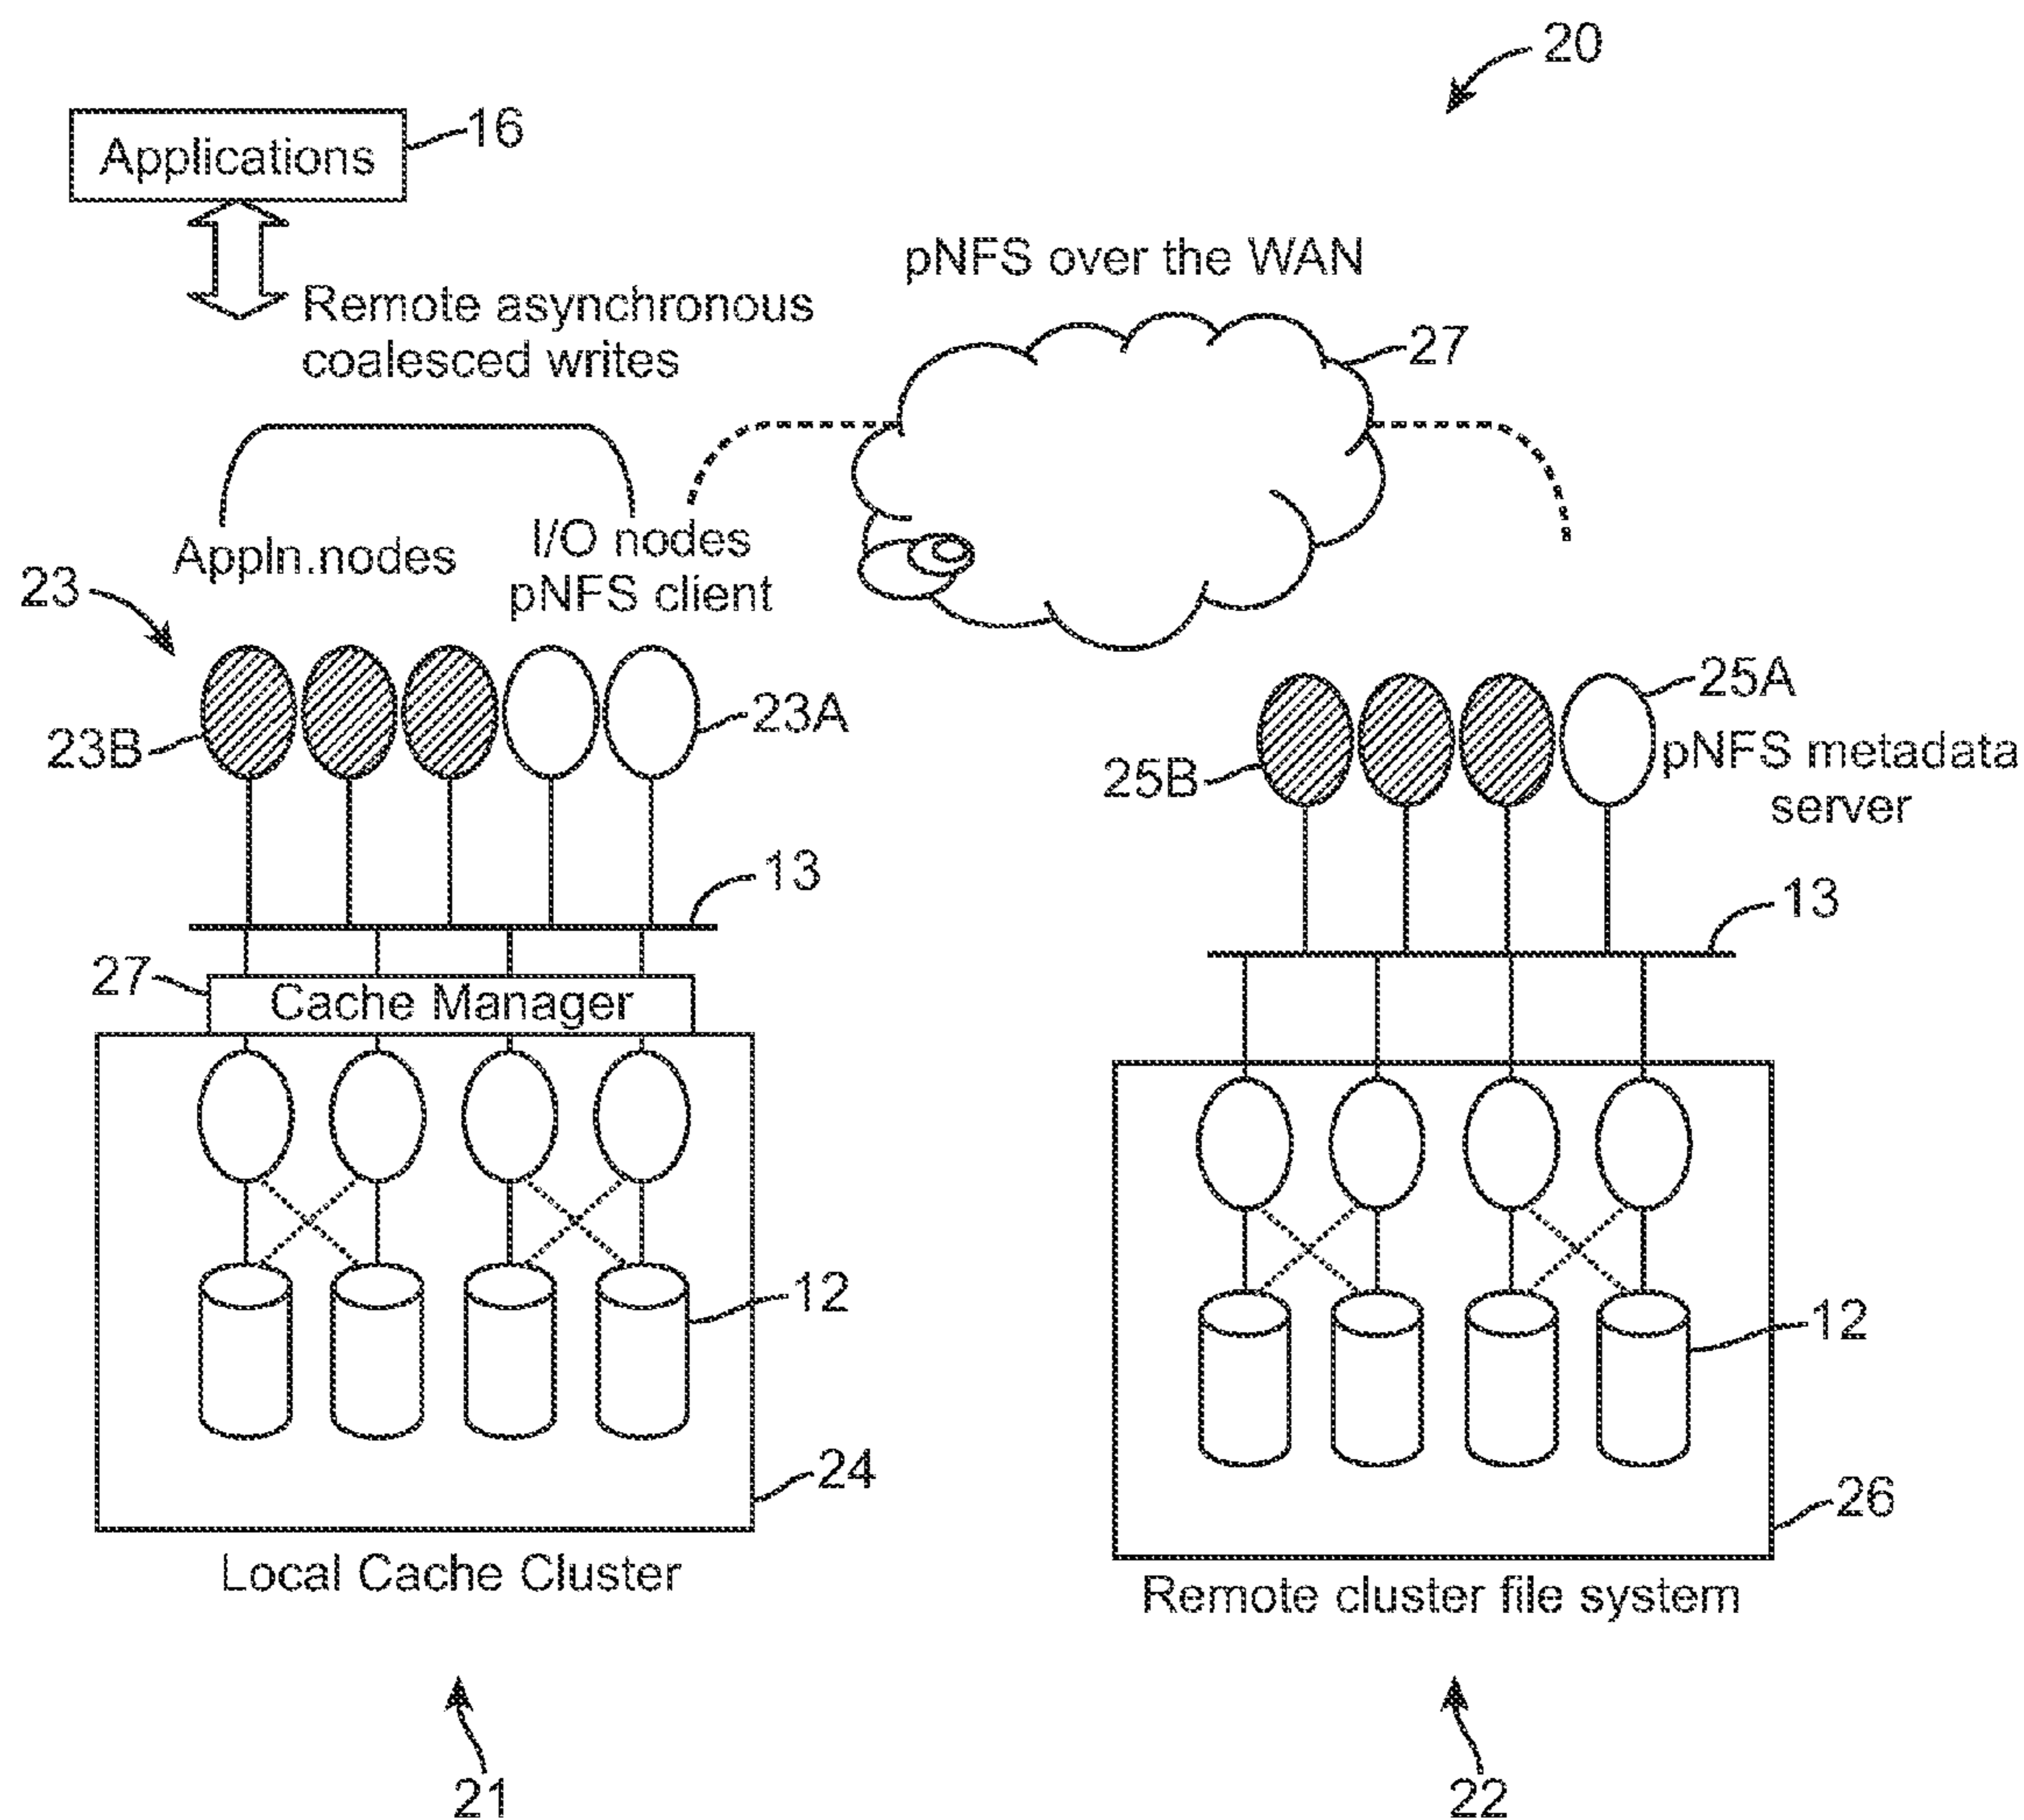 20
Applications
16
pNFS over the WAN
Remote asynchronous
coalesced writes
27
Appln.nodes
I/O nodes
pNFS client
23
23B
23A
25A
25B
pNFS metadata
server
13
13
27
Cache Manager
12
12
24
26
Local Cache Cluster
Remote cluster file system
21
22